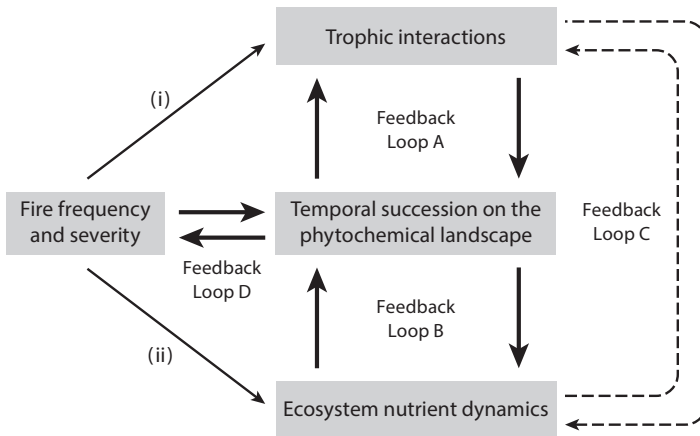 Trophic interactions
(i)
Feedback
Loop A
Fire frequency
and severity
Temporal succession on the
phytochemical landscape
Feedback
Loop C
Feedback
Loop D
Feedback
Loop B
(ii)
Ecosystem nutrient dynamics